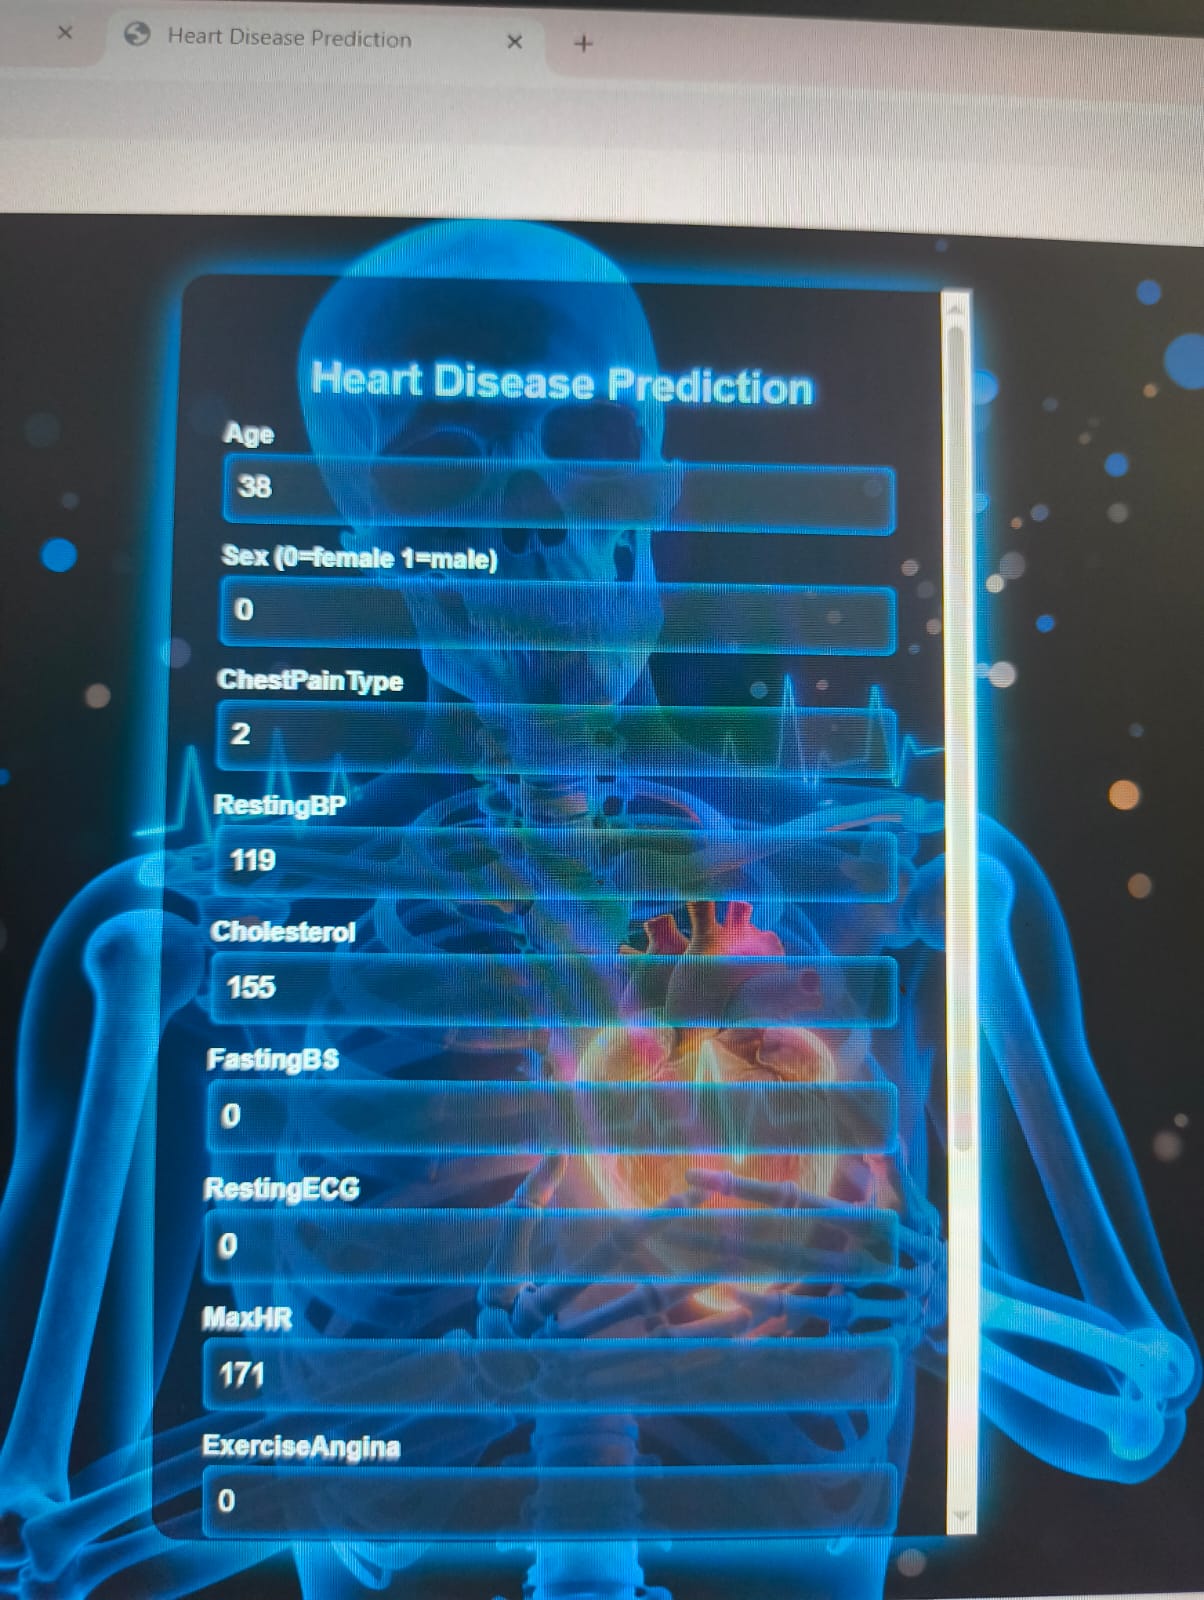 Heart Disease Prediction
Heart Disease Prediction
Age
38
Sex (0=female 1=male)
0
ChestPainType
2
RestingBP
119
Cholesterol
155
FastingBS
0
RestingECG
0
MaxHR
171
ExerciseAngina
0